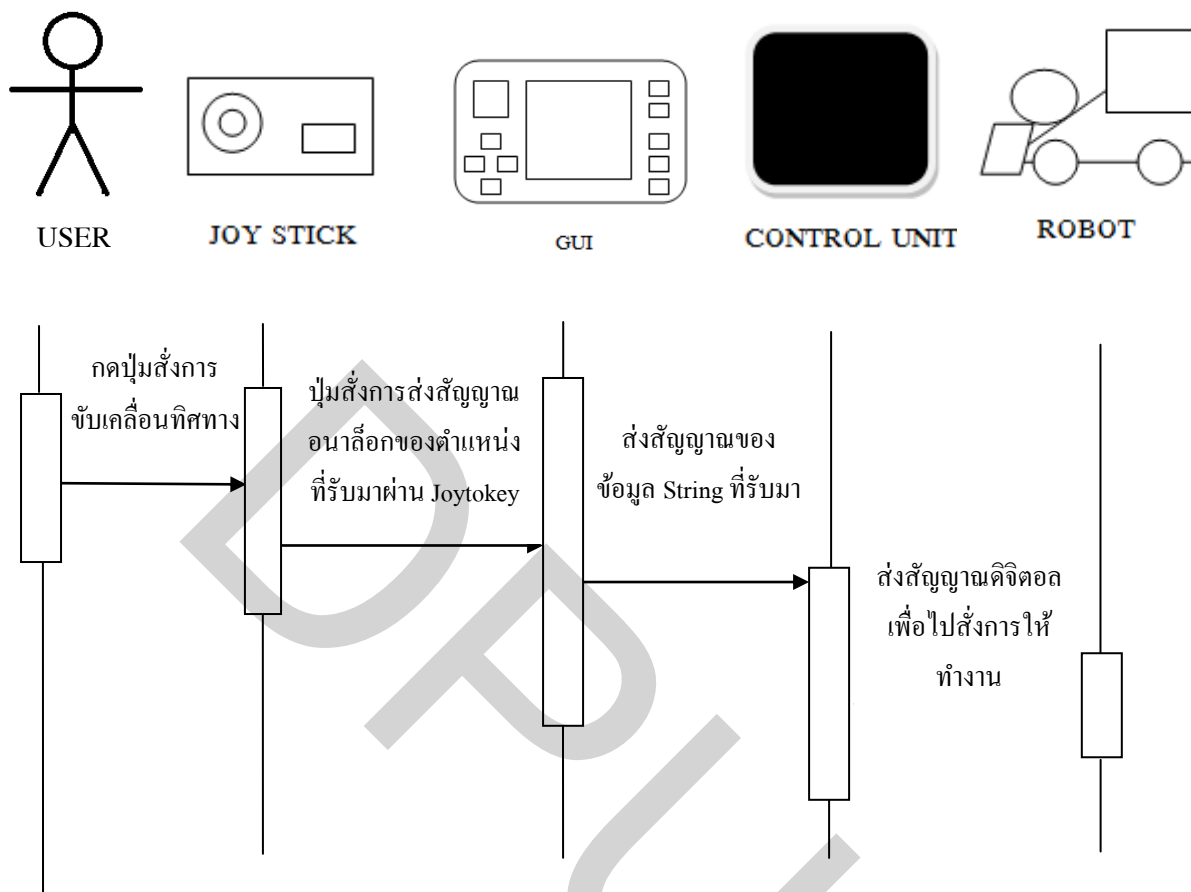 USER
JOY STICK
GUI
CONTROL UNIT
ROBOT
กดปุ่มสั่งการ
ขับเคลื่อนทิศทาง
ปุ่มสั่งการส่งสัญญาณ
อนาล็อกของตำแหน่ง
ที่รับมาผ่าน Joytokey
ส่งสัญญาณของ
ข้อมูล String ที่รับมา
ส่งสัญญาณดิจิตอล
เพื่อไปสั่งการให้
ทำงาน
DPU